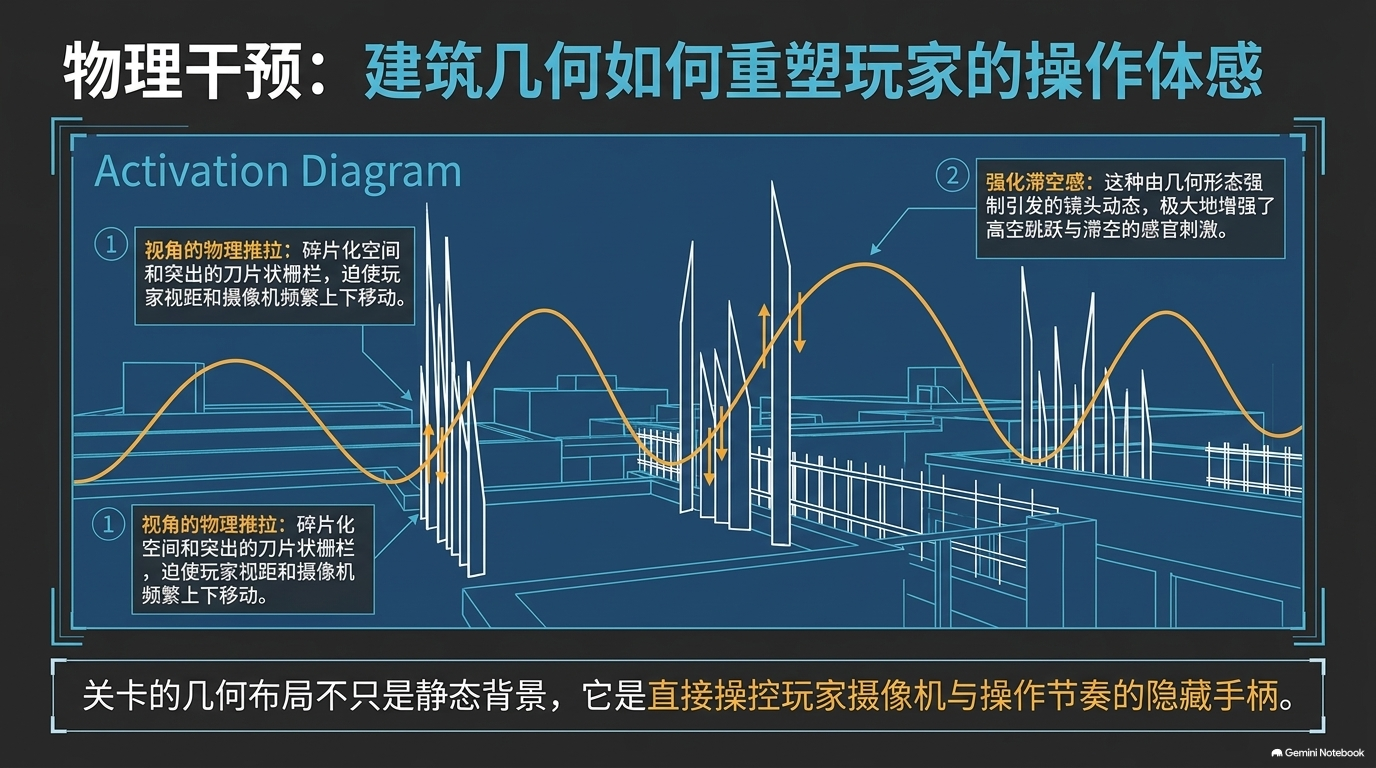 物理干预：建筑几何如何重塑玩家的操作体感
Activation Diagram
1
视角的物理推拉：碎片化空间
和突出的刀片状栅栏，迫使玩
家视距和摄像机频繁上下移动。
2
强化滞空感：这种由几何形态强
制引发的镜头动态，极大地增强了
高空跳跃与滞空的感官刺激。
1
视角的物理推拉：碎片化
空间和突出的刀片状栅栏
，迫使玩家视距和摄像机
频繁上下移动。
关卡的几何布局不只是静态背景，它是直接操控玩家摄像机与操作节奏的隐藏手柄。
Gemini Notebook